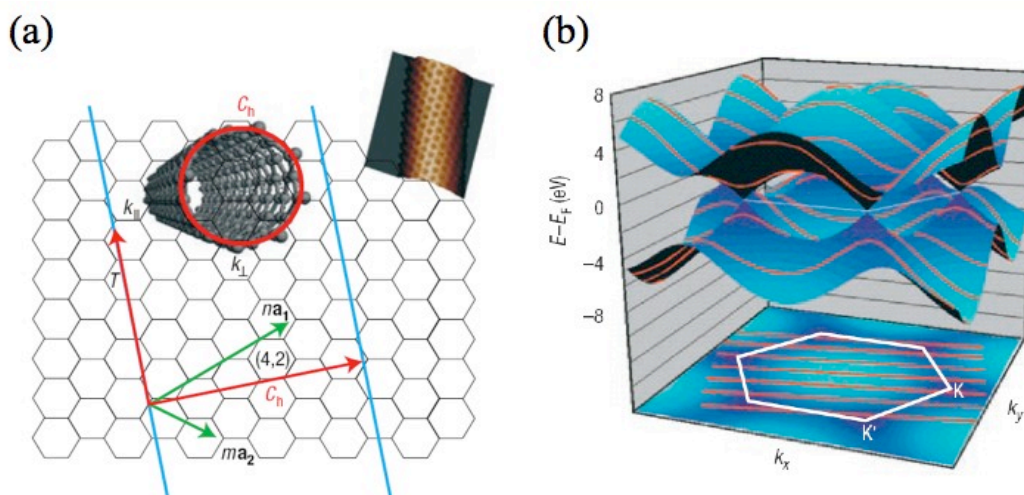 (a)
C_h
k_∥
k_⊥
T
na₁
(4,2)
C_h
ma₂
(b)
8
4
0
−4
−8
E−E_F (eV)
K
K'
k_x
k_y